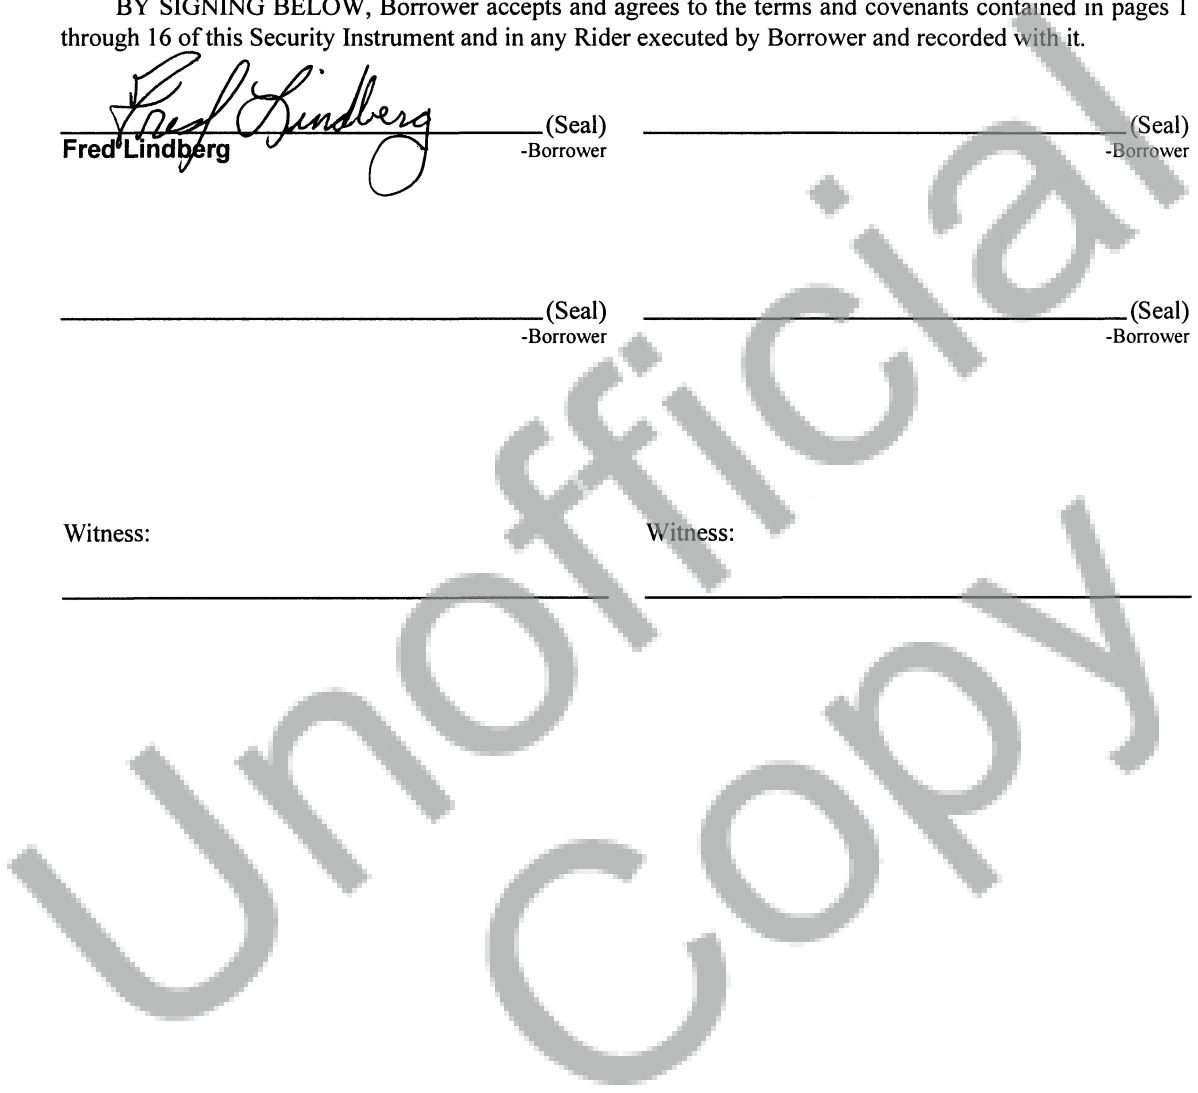 BY SIGNING BELOW, Borrower accepts and agrees to the terms and covenants contained in pages 1
through 16 of this Security Instrument and in any Rider executed by Borrower and recorded with it.
Fred Lindberg (Seal) (Seal)
Fred Lindberg -Borrower -Borrower
(Seal) (Seal)
-Borrower -Borrower
Witness: Witness:
Unofficial
Copy